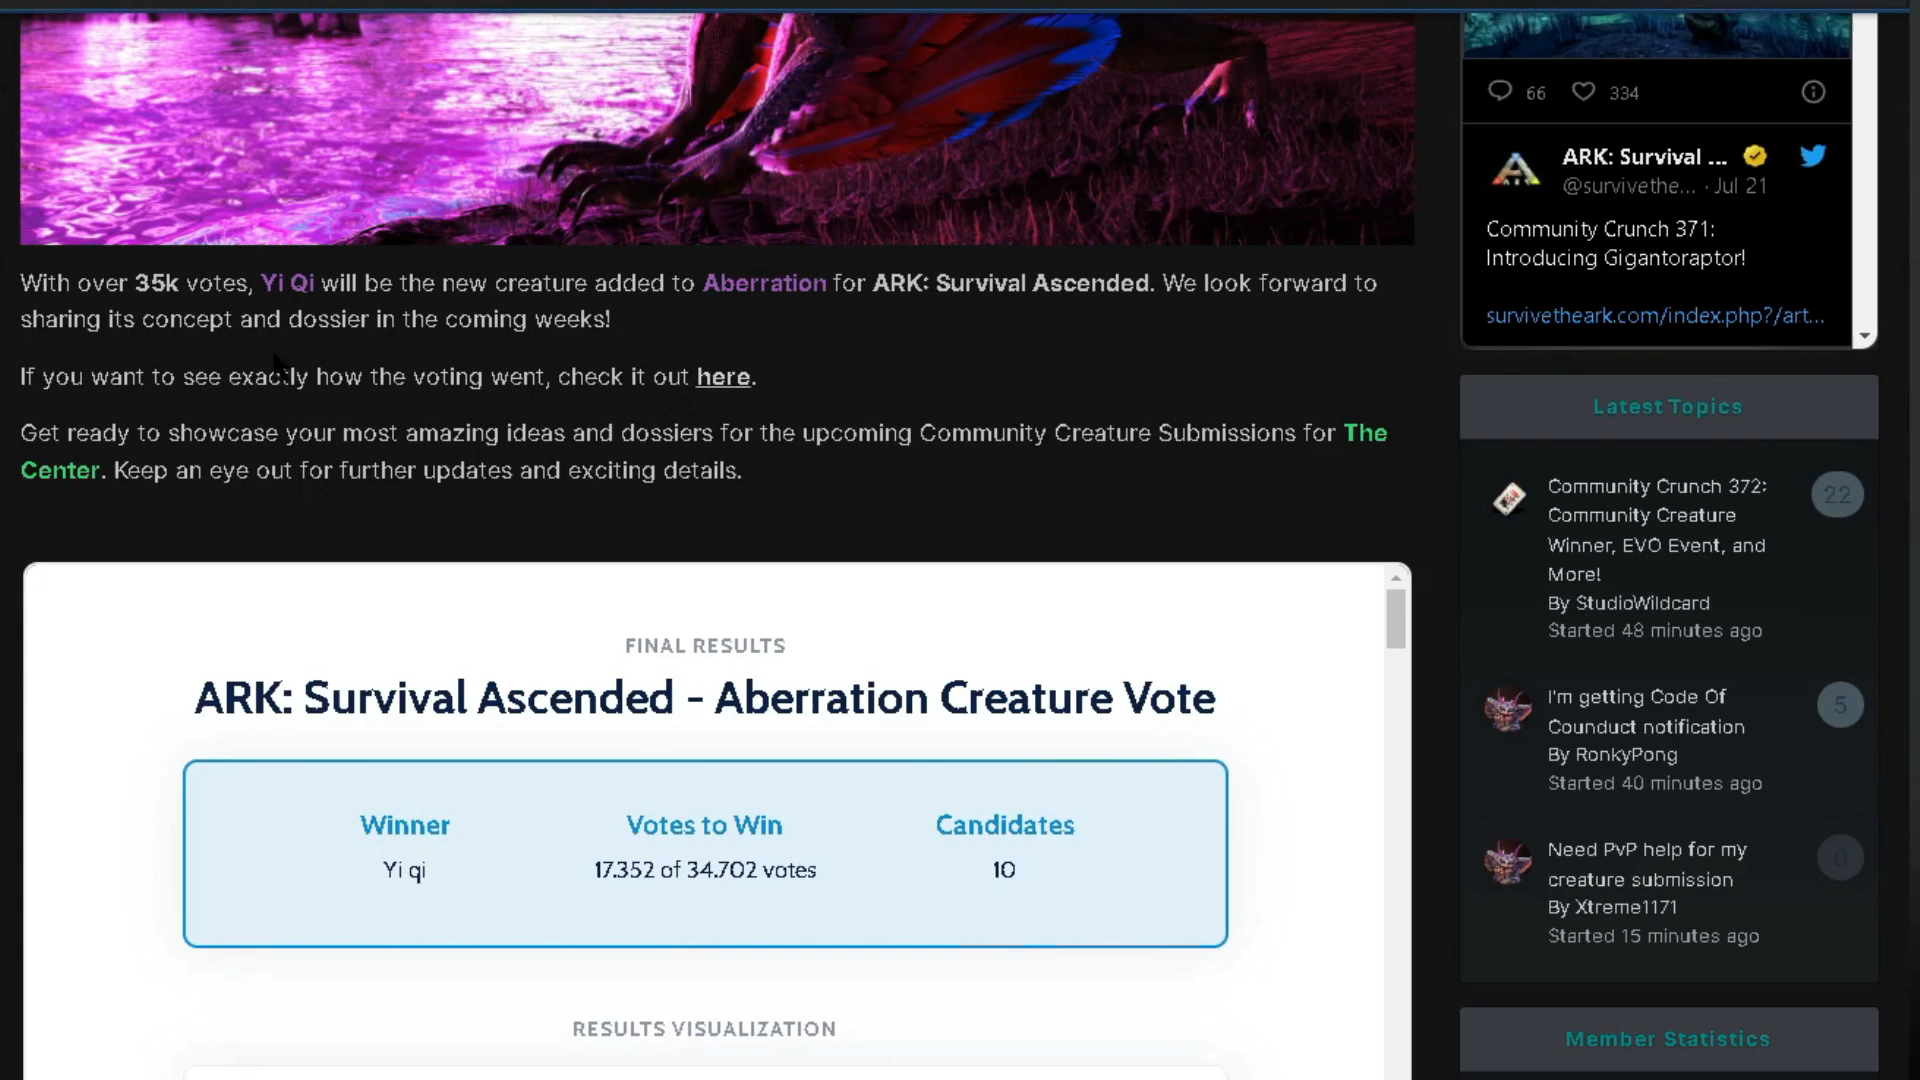 With over 35k votes, Yi Qi will be the new creature added to Aberration for ARK: Survival Ascended. We look forward to
sharing its concept and dossier in the coming weeks!
If you want to see exactly how the voting went, check it out here.
Get ready to showcase your most amazing ideas and dossiers for the upcoming Community Creature Submissions for The
Center. Keep an eye out for further updates and exciting details.
FINAL RESULTS
ARK: Survival Ascended - Aberration Creature Vote
Winner
Votes to Win
Candidates
Yi qi
17.352 of 34.702 votes
10
RESULTS VISUALIZATION
66
334
ARK: Survival ...
@survivethe... · Jul 21
Community Crunch 371:
Introducing Gigantoraptor!
survivetheark.com/index.php?/art...
Latest Topics
Community Crunch 372:
Community Creature
Winner, EVO Event, and
More!
By StudioWildcard
Started 48 minutes ago
22
I'm getting Code Of
Counduct notification
By RonkyPong
Started 40 minutes ago
5
Need PvP help for my
creature submission
By Xtreme1171
Started 15 minutes ago
0
Member Statistics